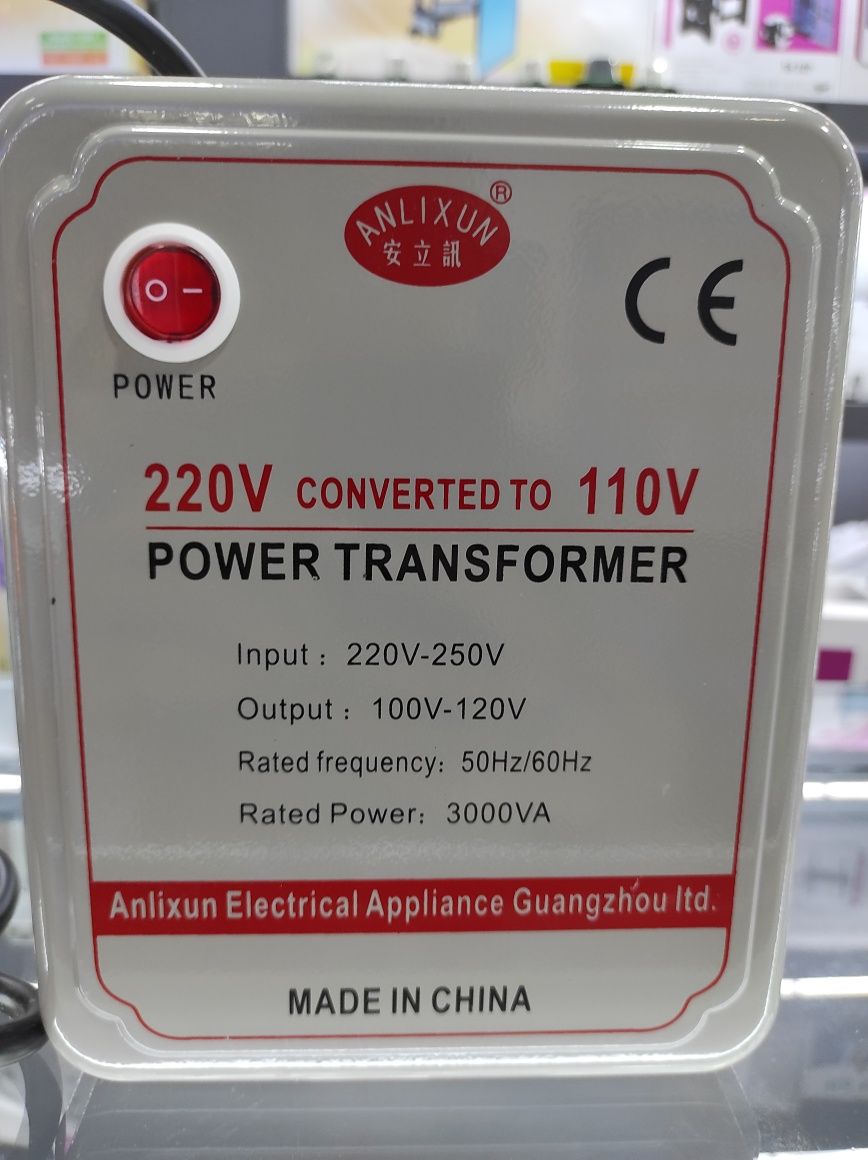 ANLIXUN ®
安立訊
CE
POWER
220V CONVERTED TO 110V
POWER TRANSFORMER
Input : 220V-250V
Output : 100V-120V
Rated frequency: 50Hz/60Hz
Rated Power: 3000VA
Anlixun Electrical Appliance Guangzhou ltd.
MADE IN CHINA